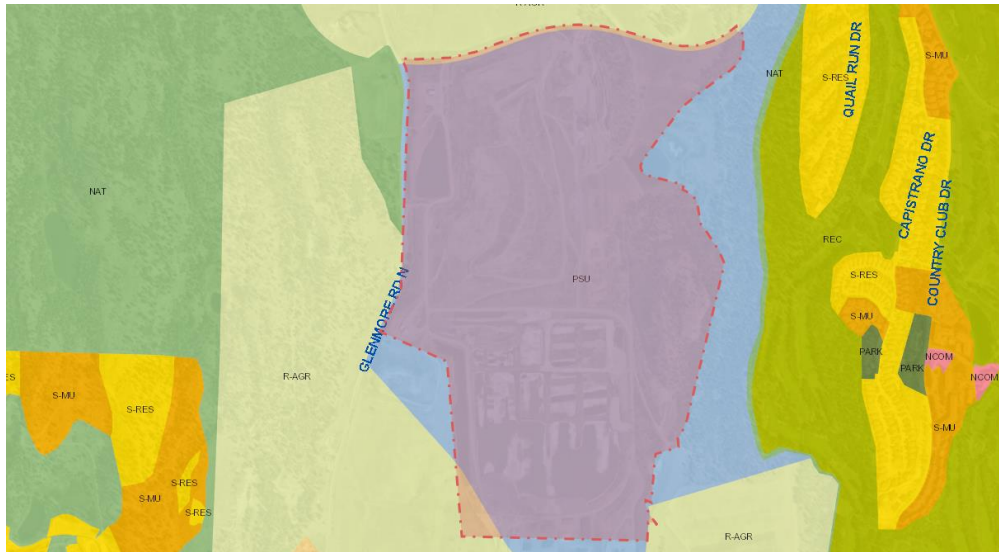 R-AGR
NAT
QUAIL RUN DR
S-RES
S-MU
NAT
CAPISTRANO DR
COUNTRY CLUB DR
REC
S-RES
PSU
GLENMORE RD N
S-MU
PARK
NCOM
PARK
R-AGR
NCOM
S-MU
S-RES
S-MU
S-RES
S-MU
S-RES
R-AGR